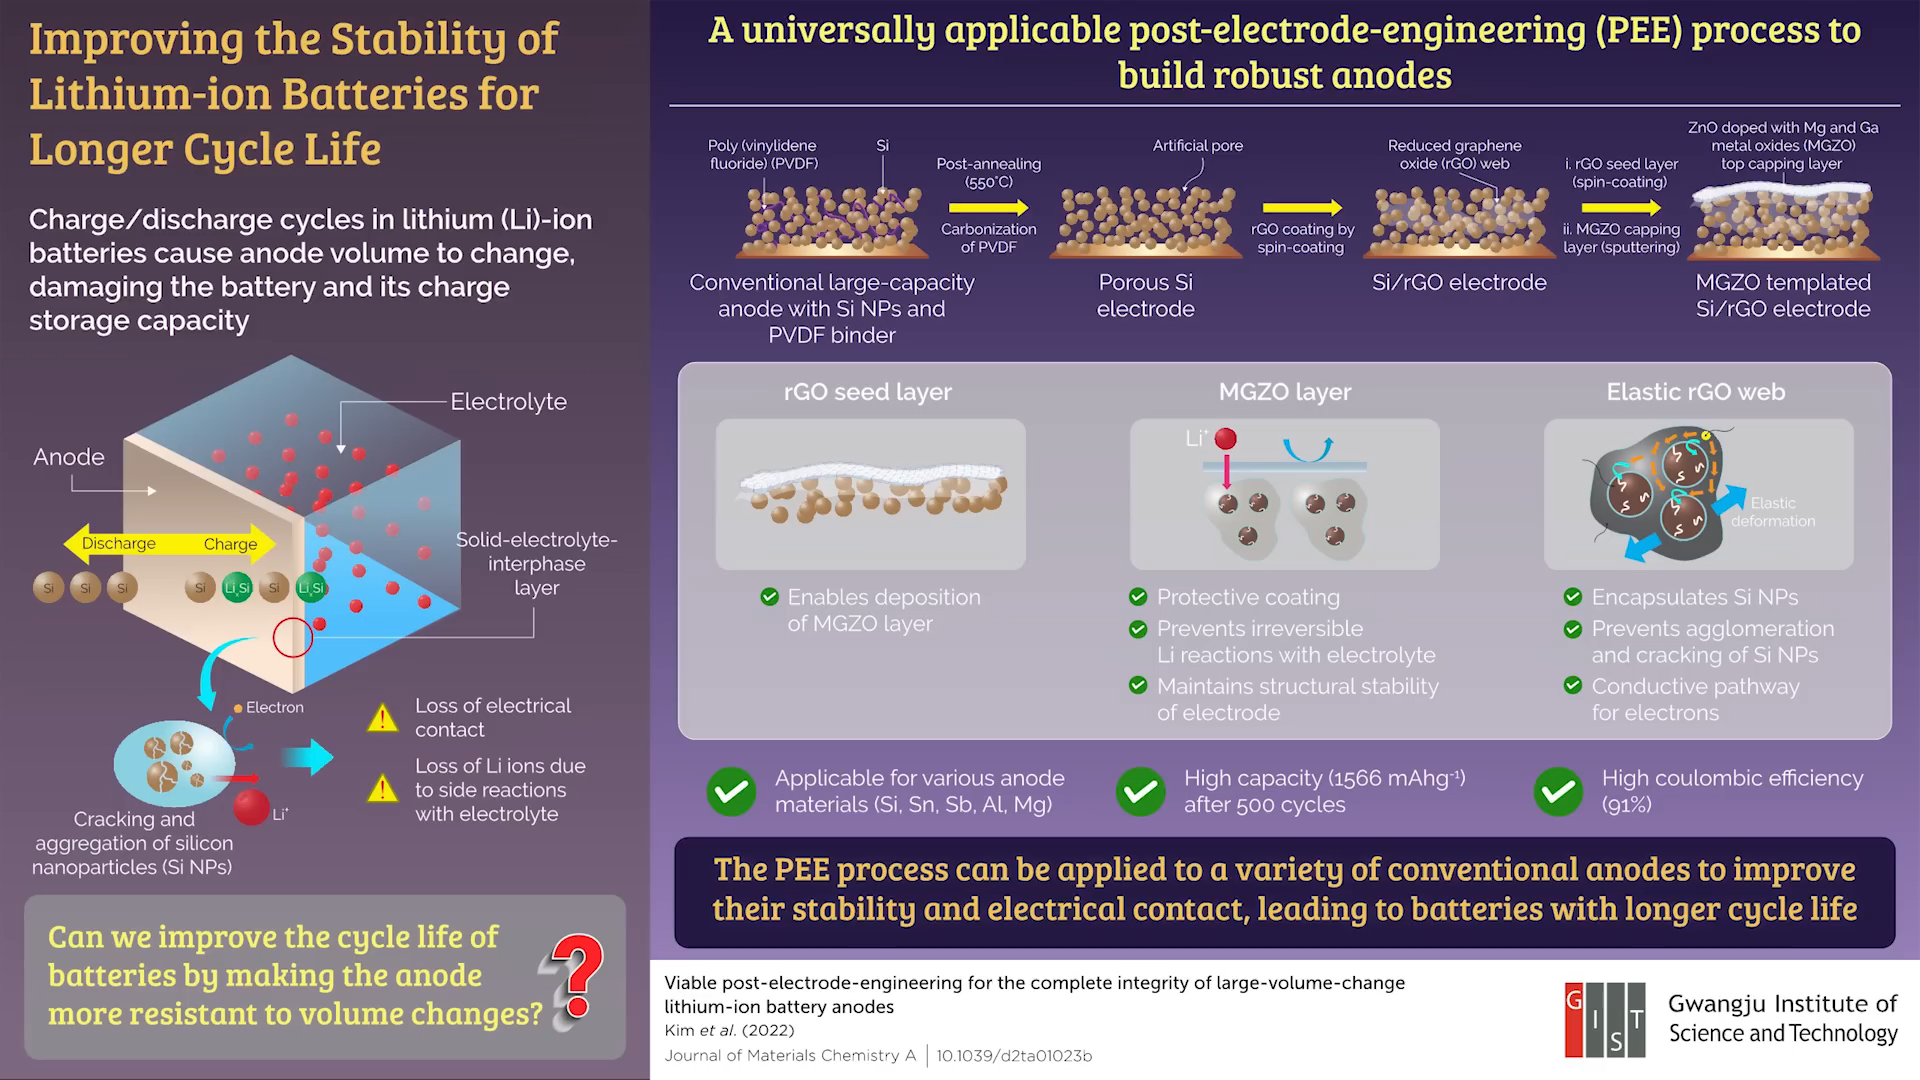 Improving the Stability of
Lithium-ion Batteries for
Longer Cycle Life
Charge/discharge cycles in lithium (Li)-ion
batteries cause anode volume to change,
damaging the battery and its charge
storage capacity
Electrolyte
Anode
Discharge
Charge
Solid-electrolyte-
interphase
layer
Si
Si
Si
Si
LiₓSi
Si
LiₓSi
Electron
Li⁺
Cracking and
aggregation of silicon
nanoparticles (Si NPs)
Loss of electrical
contact
Loss of Li ions due
to side reactions
with electrolyte
Can we improve the cycle life of
batteries by making the anode
more resistant to volume changes?
?
A universally applicable post-electrode-engineering (PEE) process to
build robust anodes
Poly (vinylidene
fluoride) (PVDF)
Si
Conventional large-capacity
anode with Si NPs and
PVDF binder
Post-annealing
(550°C)
Carbonization
of PVDF
Artificial pore
Porous Si
electrode
rGO coating by
spin-coating
Reduced graphene
oxide (rGO) web
Si/rGO electrode
i. rGO seed layer
(spin-coating)
ii. MGZO capping
layer (sputtering)
ZnO doped with Mg and Ga
metal oxides (MGZO)
top capping layer
MGZO templated
Si/rGO electrode
rGO seed layer
Enables deposition
of MGZO layer
MGZO layer
Li⁺
Protective coating
Prevents irreversible
Li reactions with electrolyte
Maintains structural stability
of electrode
Elastic rGO web
Elastic
deformation
Encapsulates Si NPs
Prevents agglomeration
and cracking of Si NPs
Conductive pathway
for electrons
Applicable for various anode
materials (Si, Sn, Sb, Al, Mg)
High capacity (1566 mAhg⁻¹)
after 500 cycles
High coulombic efficiency
(91%)
The PEE process can be applied to a variety of conventional anodes to improve
their stability and electrical contact, leading to batteries with longer cycle life
Viable post-electrode-engineering for the complete integrity of large-volume-change
lithium-ion battery anodes
Kim et al. (2022)
Journal of Materials Chemistry A | 10.1039/d2ta01023b
GIST
Gwangju Institute of
Science and Technology